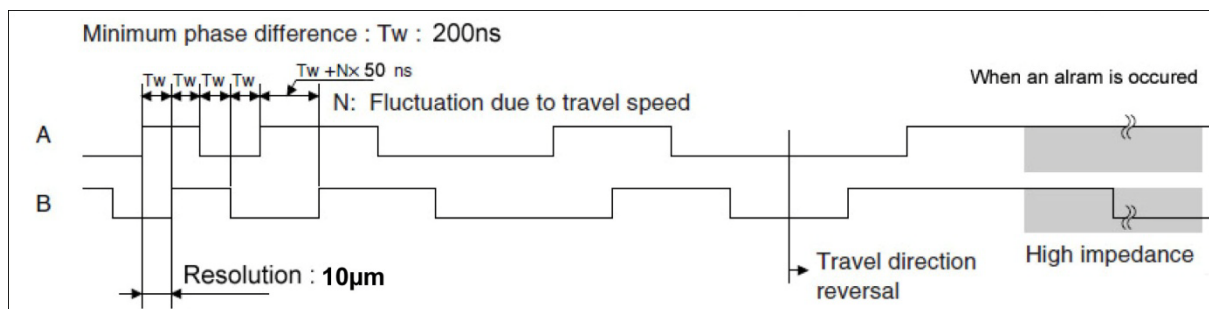 Minimum phase difference : Tw : 200ns
Tw Tw Tw Tw
Tw +N× 50 ns
N: Fluctuation due to travel speed
When an alram is occured
A
B
Resolution : 10µm
Travel direction
reversal
High impedance